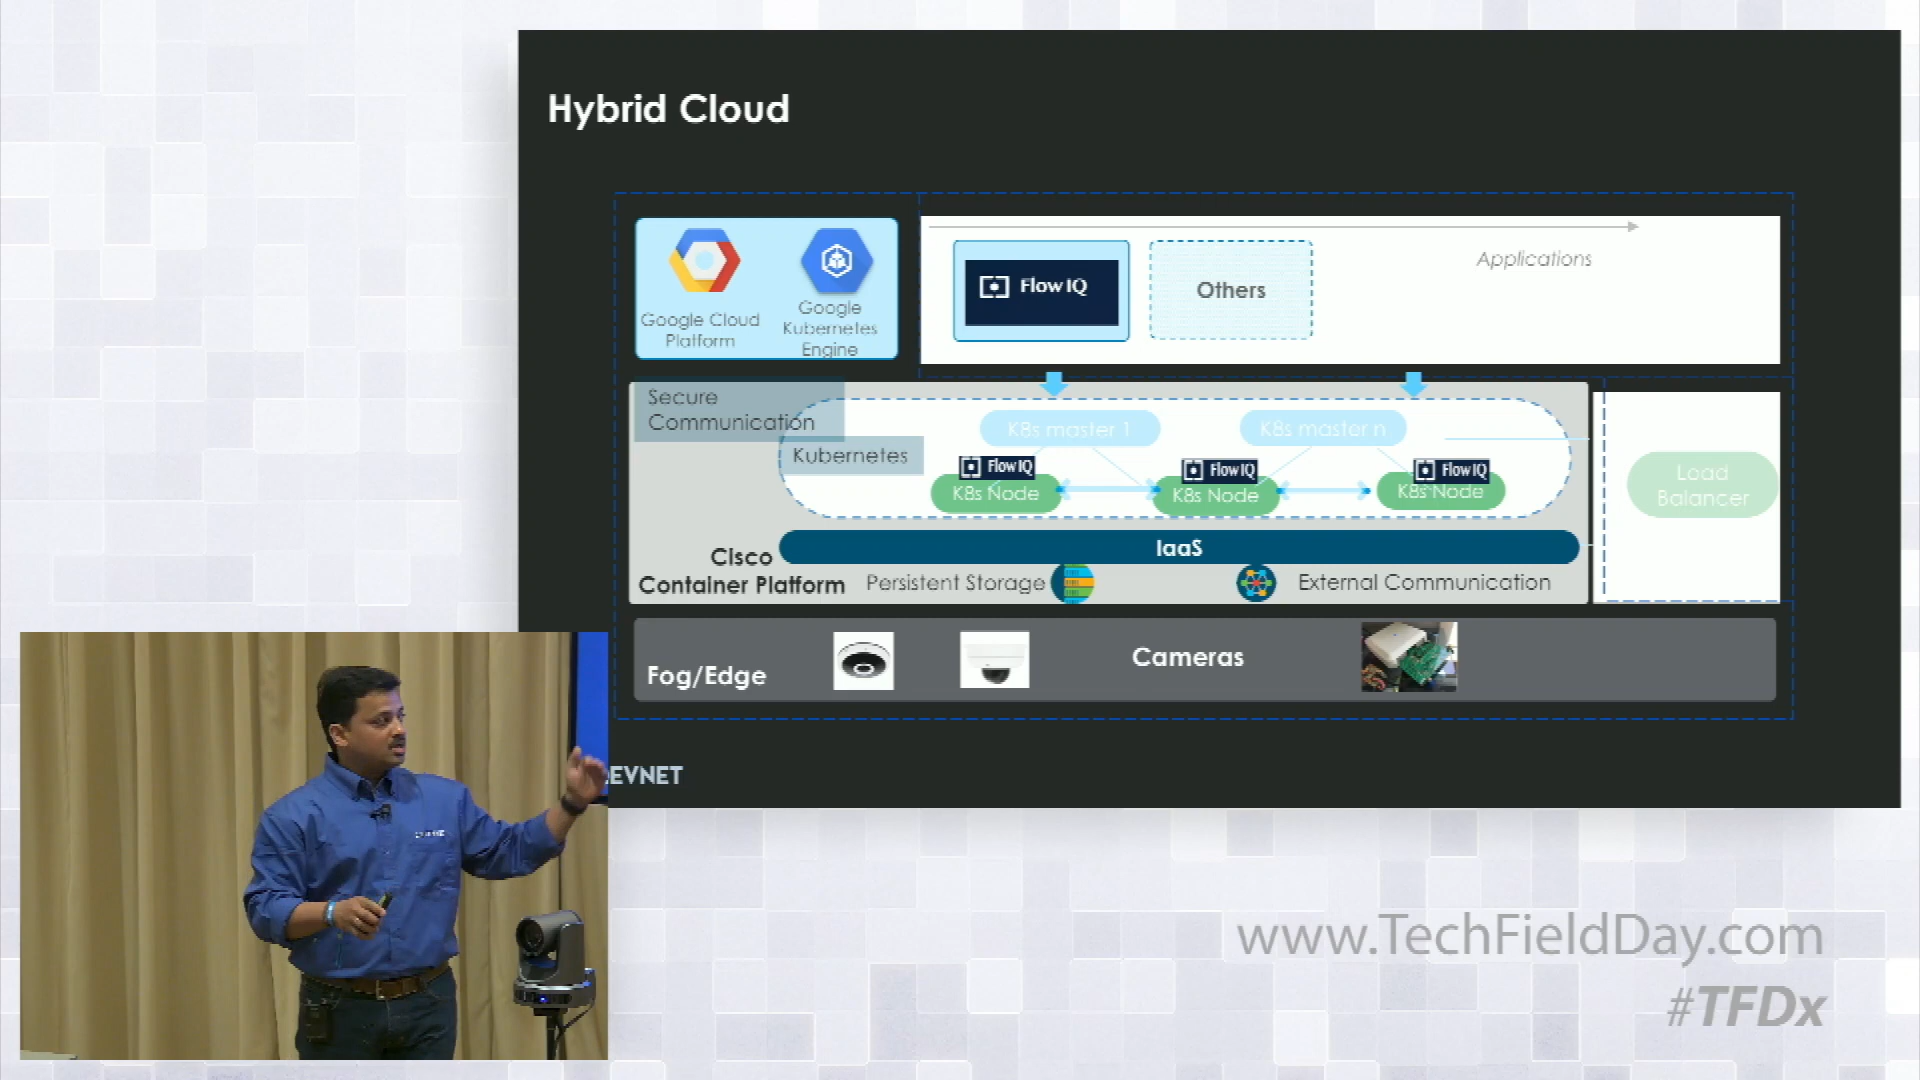 Hybrid Cloud
Google Cloud
Platform
Google
Kubernetes
Engine
Flow IQ
Others
Applications
Secure
Communication
Kubernetes
K8s master 1
K8s master n
Flow IQ
K8s Node
Flow IQ
K8s Node
Flow IQ
K8s Node
Load
Balancer
IaaS
Cisco
Container Platform
Persistent Storage
External Communication
Fog/Edge
Cameras
EVNET
www.TechFieldDay.com
#TFDx